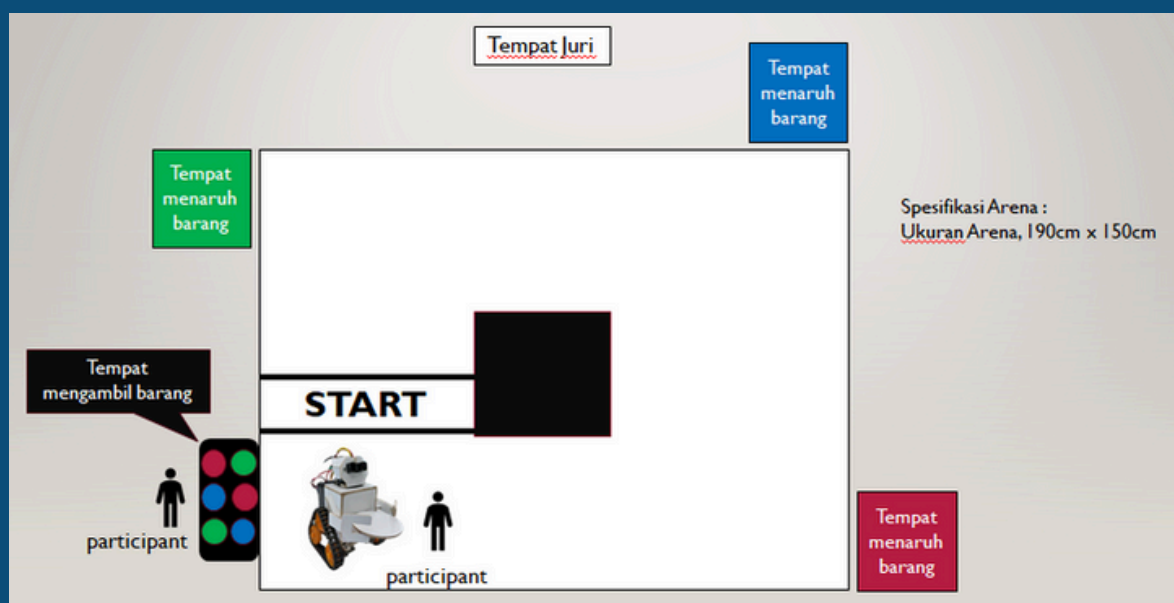 Tempat Juri
Tempat
menaruh
barang
Tempat
menaruh
barang
Spesifikasi Arena :
Ukuran Arena, 190cm x 150cm
Tempat
mengambil barang
START
participant
participant
Tempat
menaruh
barang